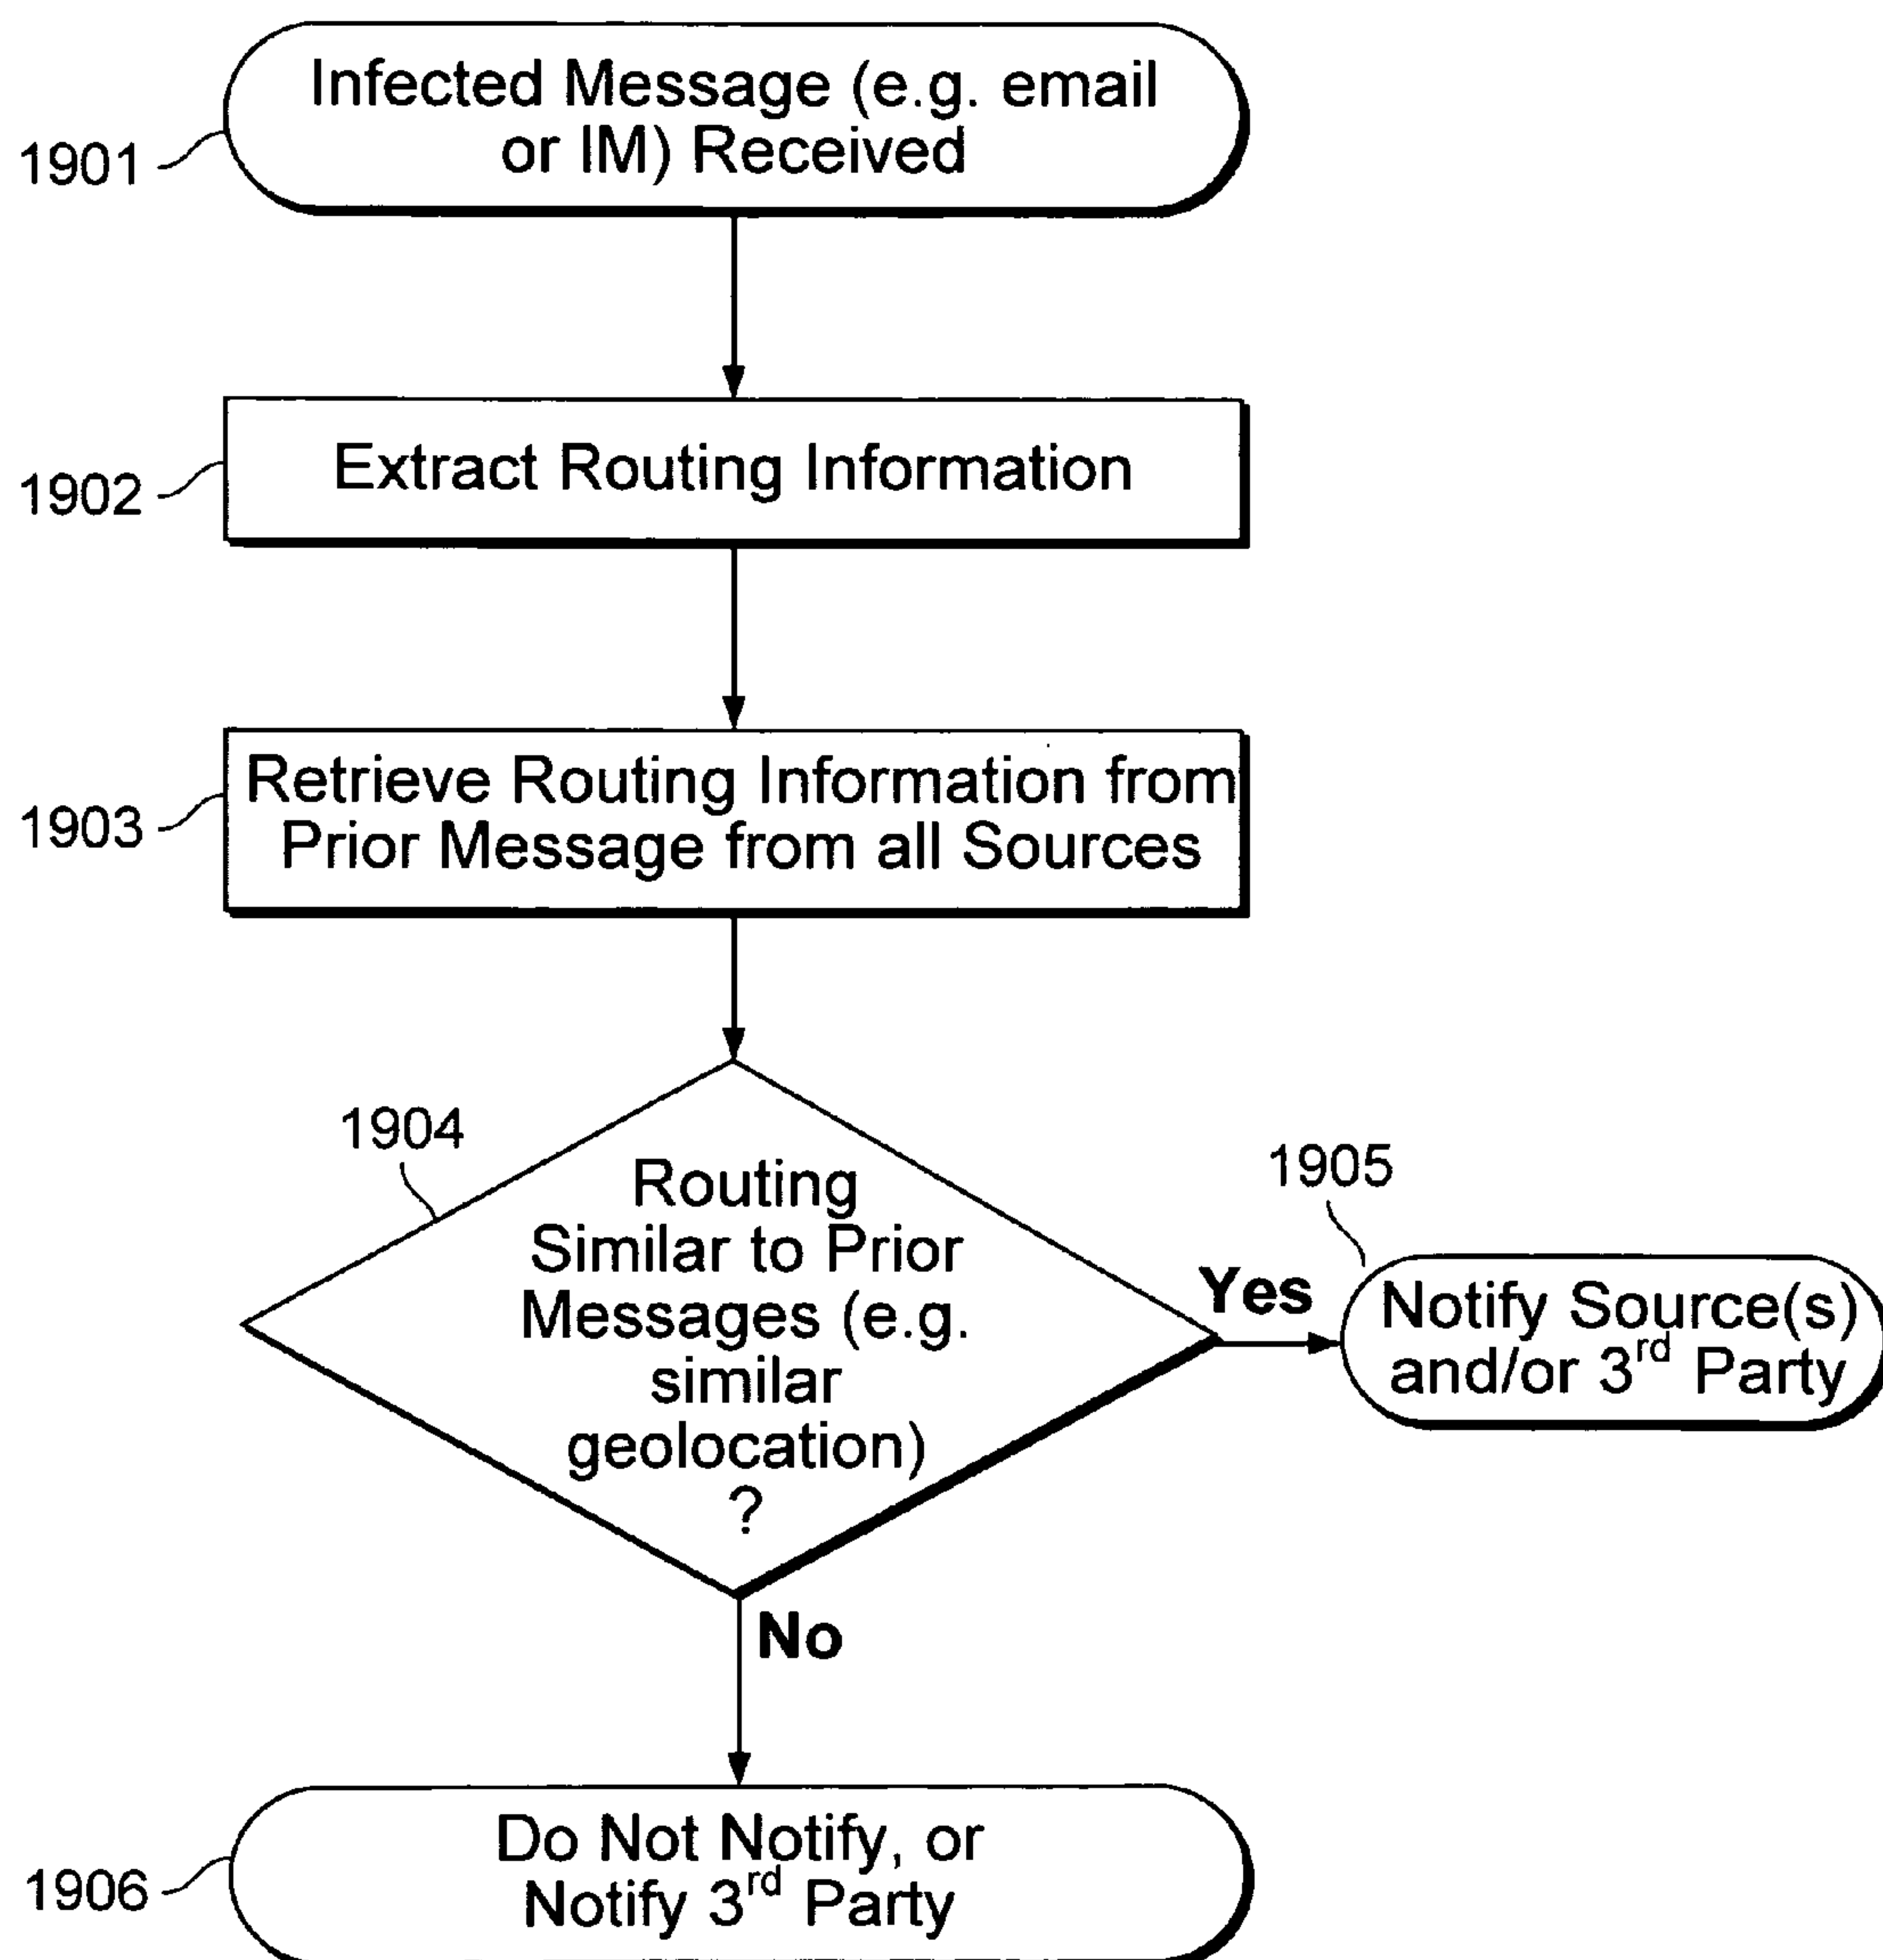 Infected Message (e.g. email
or IM) Received
1901
Extract Routing Information
1902
Retrieve Routing Information from
Prior Message from all Sources
1903
1904
Routing
Similar to Prior
Messages (e.g.
similar
geolocation)
?
Yes
1905
Notify Source(s)
and/or 3rd Party
No
Do Not Notify, or
Notify 3rd Party
1906